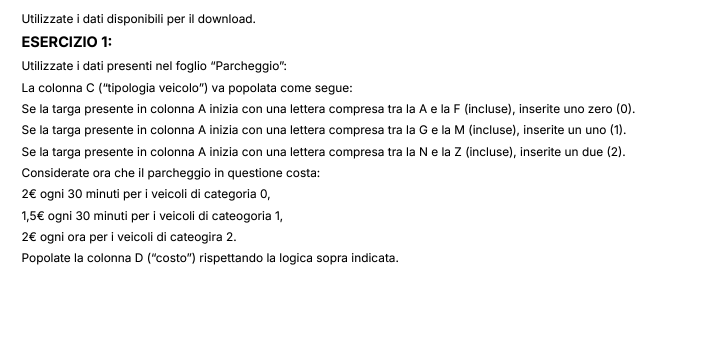 Utilizzate i dati disponibili per il download.
ESERCIZIO 1:
Utilizzate i dati presenti nel foglio “Parcheggio”:
La colonna C (“tipologia veicolo”) va popolata come segue:
Se la targa presente in colonna A inizia con una lettera compresa tra la A e la F (incluse), inserite uno zero (0).
Se la targa presente in colonna A inizia con una lettera compresa tra la G e la M (incluse), inserite un uno (1).
Se la targa presente in colonna A inizia con una lettera compresa tra la N e la Z (incluse), inserite un due (2).
Considerate ora che il parcheggio in questione costa:
2€ ogni 30 minuti per i veicoli di categoria 0,
1,5€ ogni 30 minuti per i veicoli di cateogoria 1,
2€ ogni ora per i veicoli di cateogira 2.
Popolate la colonna D (“costo”) rispettando la logica sopra indicata.